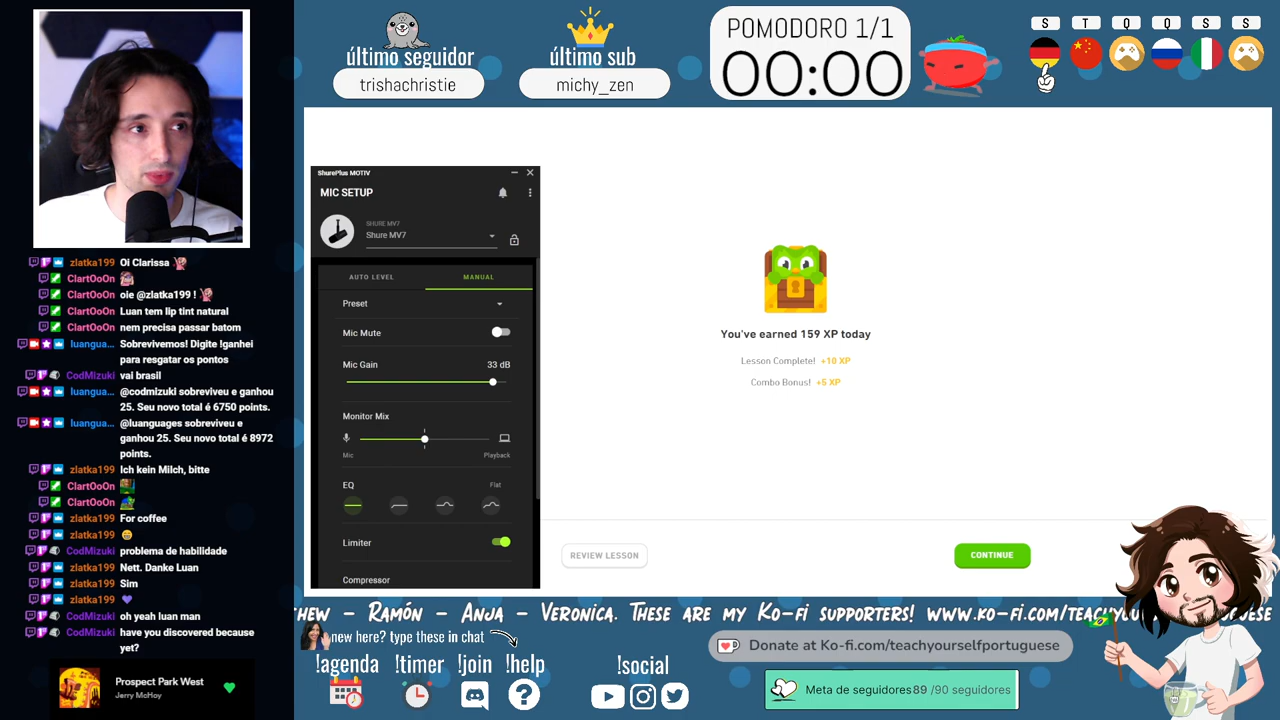 último seguidor
trishachristie
último sub
michy_zen
POMODORO 1/1
00:00
S T Q Q S S
ShurePlus MOTIV
MIC SETUP
SHURE MV7
Shure MV7
AUTO LEVEL
MANUAL
Preset
Mic Mute
Mic Gain
33 dB
Monitor Mix
Mic
Playback
EQ
Flat
Limiter
Compressor
You've earned 159 XP today
Lesson Complete! +10 XP
Combo Bonus! +5 XP
REVIEW LESSON
CONTINUE
zlatka199 Oi Clarissa
ClartOoOn
ClartOoOn oie @zlatka199 !
ClartOoOn Luan tem lip tint natural
ClartOoOn nem precisa passar batom
luangua... Sobrevivemos! Digite !ganhei
para resgatar os pontos
CodMizuki vai brasil
luangua... @codmizuki sobreviveu e ganhou
25. Seu novo total é 6750 points.
luangua... @luanguages sobreviveu e
ganhou 25. Seu novo total é 8972
points.
zlatka199 Ich kein Milch, bitte
ClartOoOn
ClartOoOn
zlatka199 For coffee
zlatka199
CodMizuki problema de habilidade
zlatka199 Nett. Danke Luan
zlatka199 Sim
zlatka199
CodMizuki oh yeah luan man
CodMizuki have you discovered because
yet?
Prospect Park West
Jerry McHoy
THEW - RAMÓN - ANJA - VERONICA. THESE ARE MY KO-FI SUPPORTERS! WWW.KO-FI.COM/TEACHYOU
new here? type these in chat
!agenda
!timer
!join
!help
!social
Donate at Ko-fi.com/teachyourselfportuguese
Meta de seguidores 89 /90 seguidores